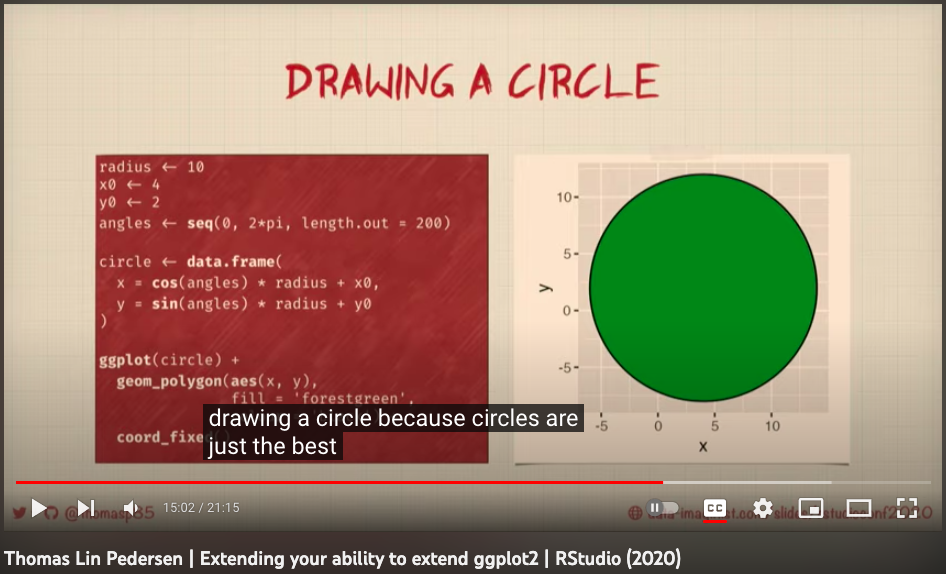 DRAWING A CIRCLE
radius ← 10
x0 ← 4
y0 ← 2
angles ← seq(0, 2*pi, length.out = 200)
circle ← data.frame(
x = cos(angles) * radius + x0,
y = sin(angles) * radius + y0
)
ggplot(circle) +
geom_polygon(aes(x, y),
fill = 'forestgreen',
coord_fixed
10
5
0
-5
y
-5 0 5 10
x
drawing a circle because circles are
just the best
15:02 / 21:15
CC
@thomasp85
Thomas Lin Pedersen | Extending your ability to extend ggplot2 | RStudio (2020)